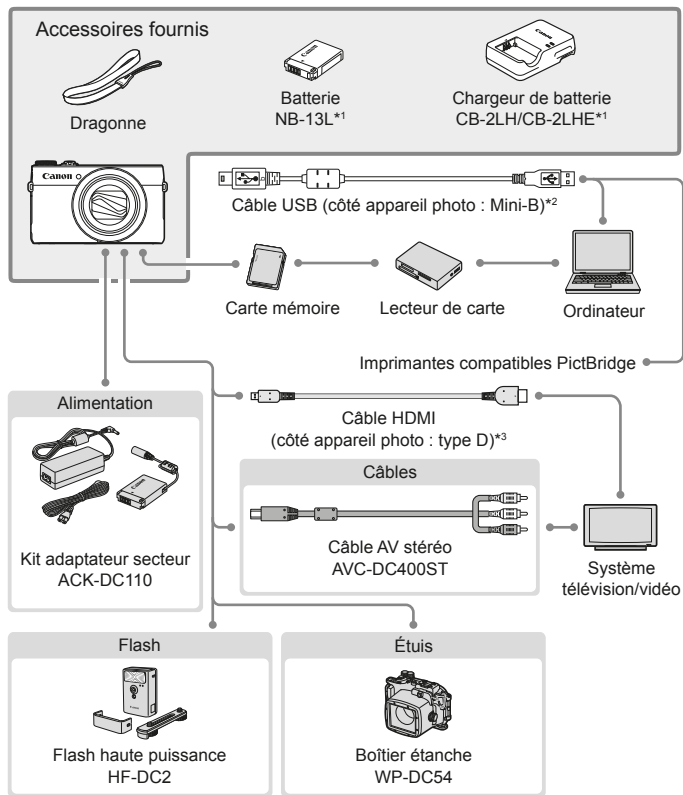 Accessoires fournis
Dragonne
Batterie
NB-13L*1
Chargeur de batterie
CB-2LH/CB-2LHE*1
Canon
Câble USB (côté appareil photo : Mini-B)*2
Carte mémoire
Lecteur de carte
Ordinateur
Imprimantes compatibles PictBridge
Câble HDMI
(côté appareil photo : type D)*3
Alimentation
Kit adaptateur secteur
ACK-DC110
Câbles
Câble AV stéréo
AVC-DC400ST
Système
télévision/vidéo
Flash
Flash haute puissance
HF-DC2
Étuis
Boîtier étanche
WP-DC54